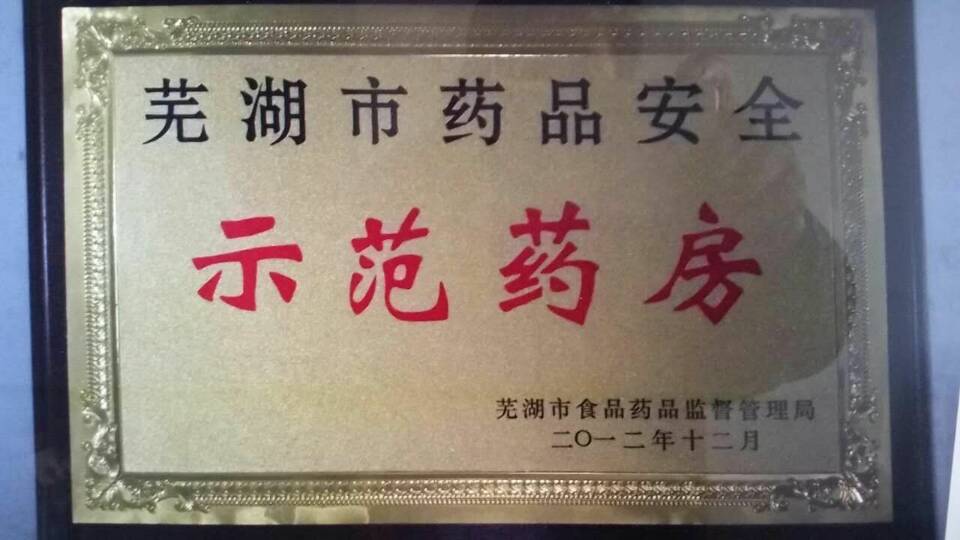 芜湖市药品安全
示范药房
芜湖市食品药品监督管理局
二〇一二年十二月